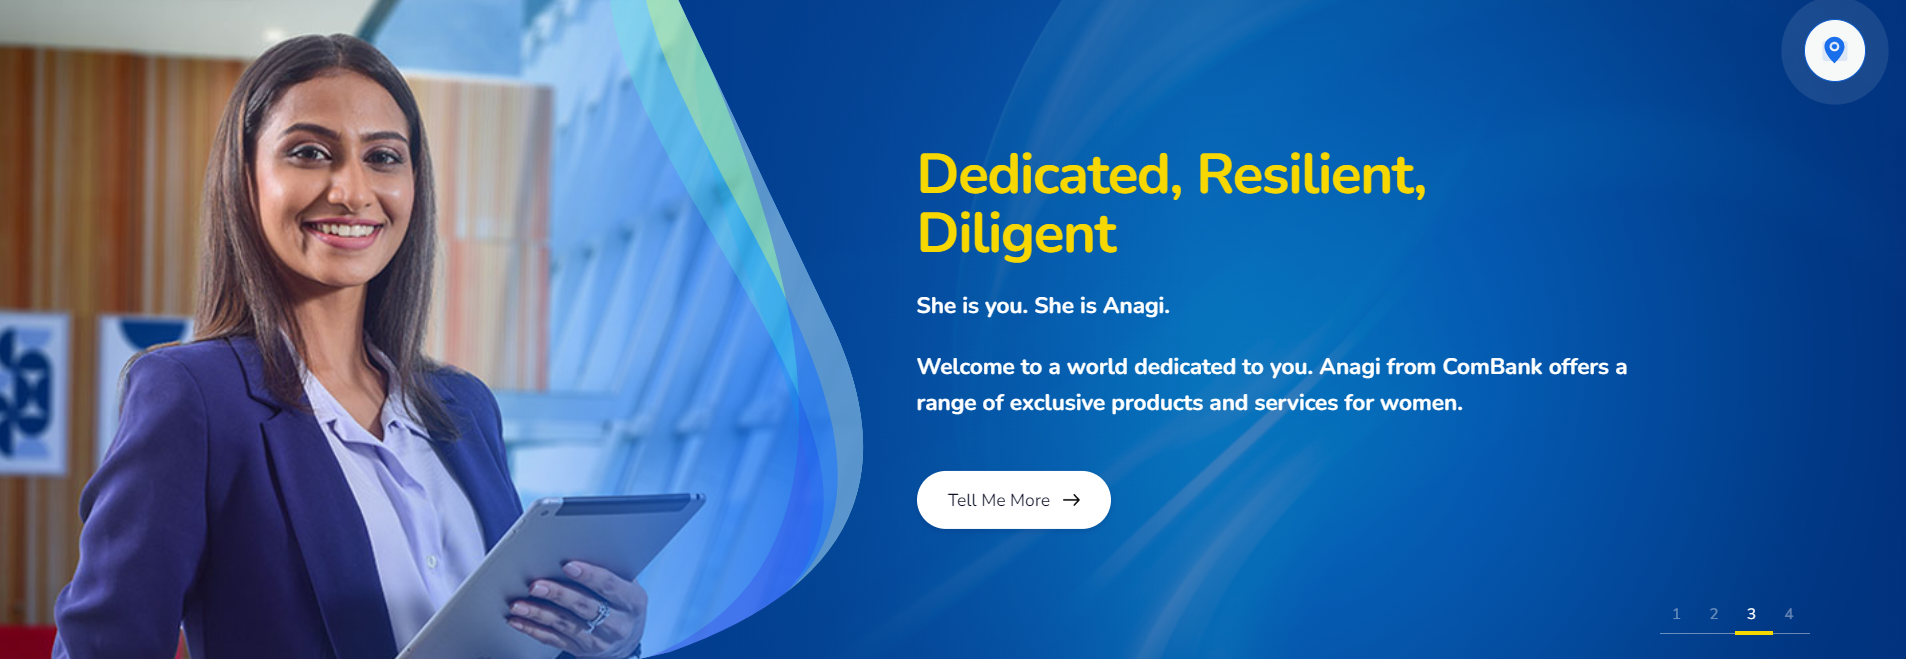 Dedicated, Resilient,
Diligent
She is you. She is Anagi.
Welcome to a world dedicated to you. Anagi from ComBank offers a
range of exclusive products and services for women.
Tell Me More
1 2 3 4